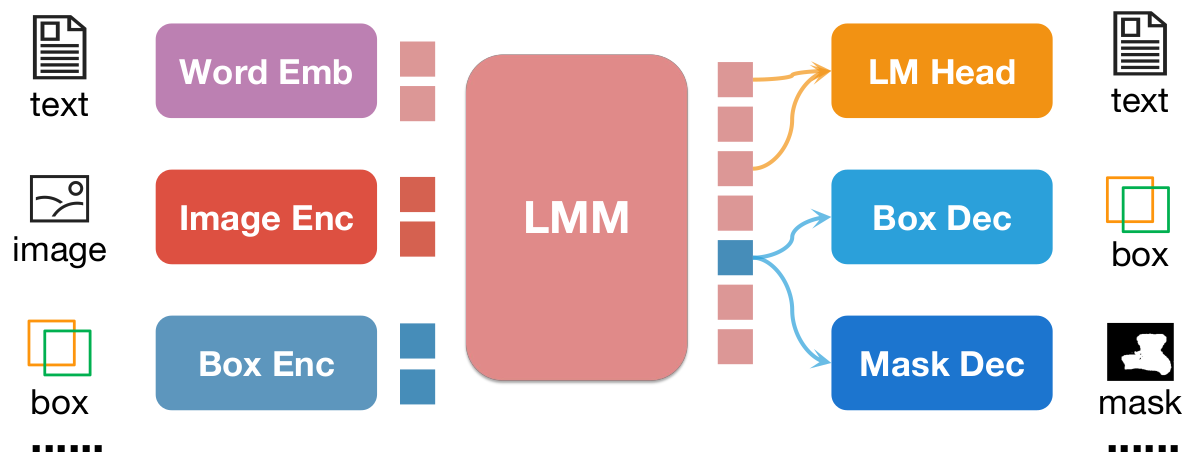 text
Word Emb
LM Head
text
image
Image Enc
LMM
Box Dec
box
box
Box Enc
Mask Dec
mask
......
......